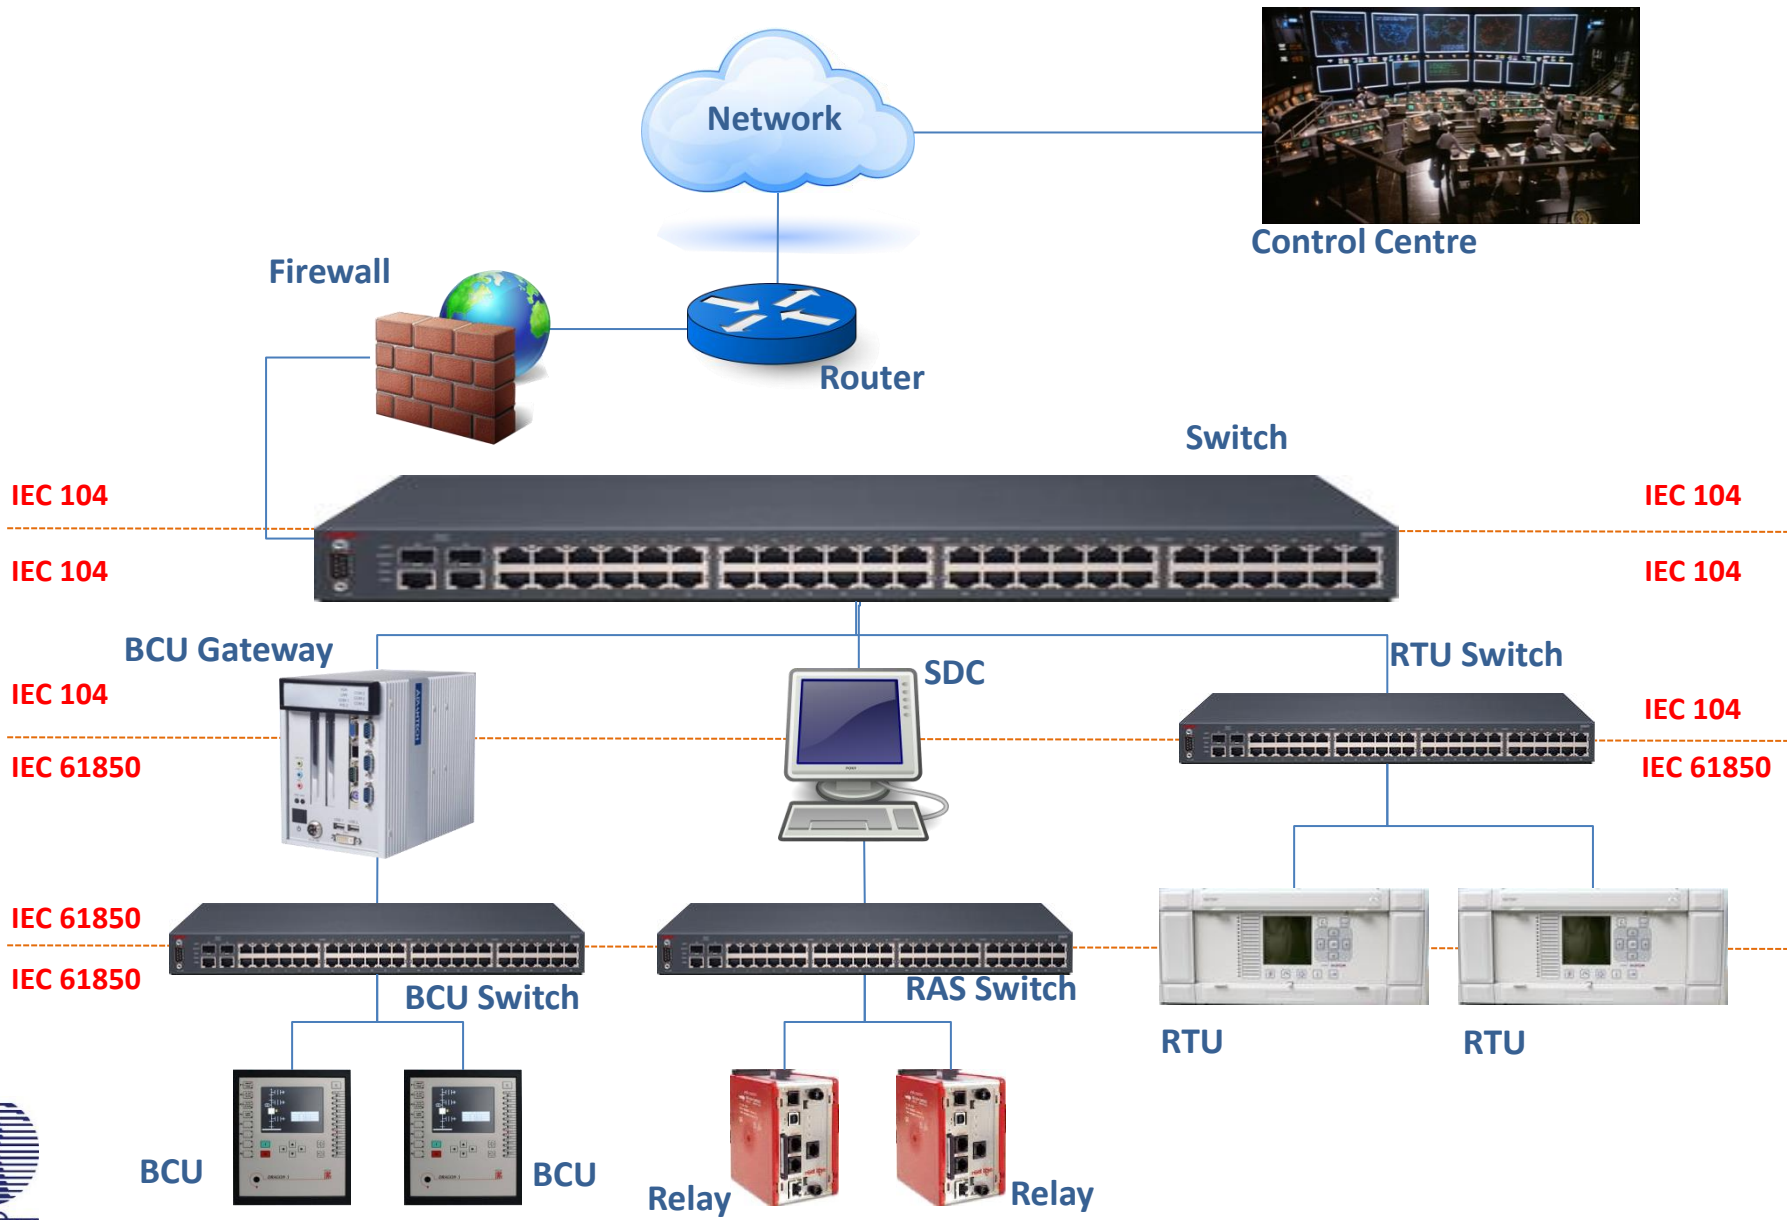 Network
Control Centre
Firewall
Router
Switch
IEC 104
IEC 104
IEC 104
IEC 104
BCU Gateway
SDC
RTU Switch
IEC 104
IEC 104
IEC 61850
IEC 61850
IEC 61850
IEC 61850
BCU Switch
RAS Switch
RTU
RTU
BCU
BCU
Relay
Relay
ADVANTECH